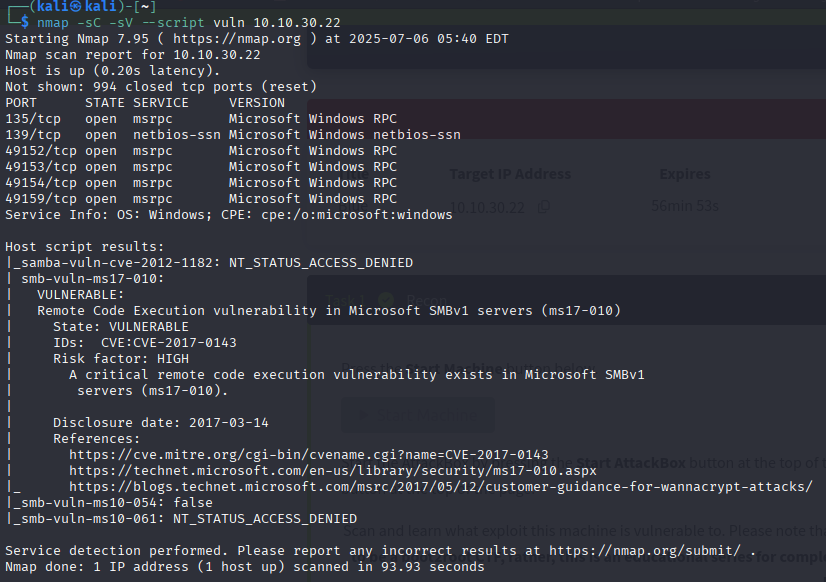 ┌──(kali㉿kali)-[~]
└─$ nmap -sC -sV --script vuln 10.10.30.22
Starting Nmap 7.95 ( https://nmap.org ) at 2025-07-06 05:40 EDT
Nmap scan report for 10.10.30.22
Host is up (0.20s latency).
Not shown: 994 closed tcp ports (reset)
PORT      STATE SERVICE     VERSION
135/tcp   open  msrpc       Microsoft Windows RPC
139/tcp   open  netbios-ssn Microsoft Windows netbios-ssn
49152/tcp open  msrpc       Microsoft Windows RPC
49153/tcp open  msrpc       Microsoft Windows RPC
49154/tcp open  msrpc       Microsoft Windows RPC
49159/tcp open  msrpc       Microsoft Windows RPC
Service Info: OS: Windows; CPE: cpe:/o:microsoft:windows
Target IP Address
Expires
10.10.30.22
56min 53s
Host script results:
|_samba-vuln-cve-2012-1182: NT_STATUS_ACCESS_DENIED
| smb-vuln-ms17-010:
|   VULNERABLE:
|   Remote Code Execution vulnerability in Microsoft SMBv1 servers (ms17-010)
|     State: VULNERABLE
|     IDs:  CVE:CVE-2017-0143
|     Risk factor: HIGH
|       A critical remote code execution vulnerability exists in Microsoft SMBv1
|        servers (ms17-010).
|
|     Disclosure date: 2017-03-14
|     References:
|       https://cve.mitre.org/cgi-bin/cvename.cgi?name=CVE-2017-0143
|       https://technet.microsoft.com/en-us/library/security/ms17-010.aspx
|_      https://blogs.technet.microsoft.com/msrc/2017/05/12/customer-guidance-for-wannacrypt-attacks/
|_smb-vuln-ms10-054: false
|_smb-vuln-ms10-061: NT_STATUS_ACCESS_DENIED
the Start AttackBox button at the top of
Scan and learn what exploit this machine is vulnerable to. Please note
Service detection performed. Please report any incorrect results at https://nmap.org/submit/ .
Nmap done: 1 IP address (1 host up) scanned in 93.93 seconds